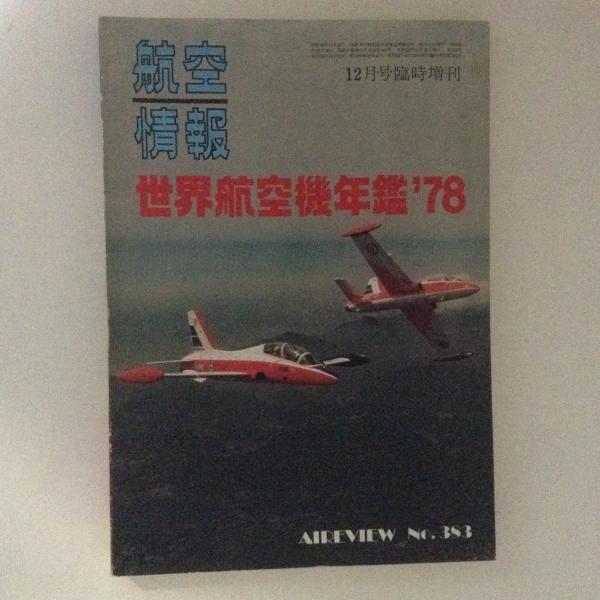 航空
情報
12月号臨時増刊
世界航空機年鑑'78
AIREVIEW No.383